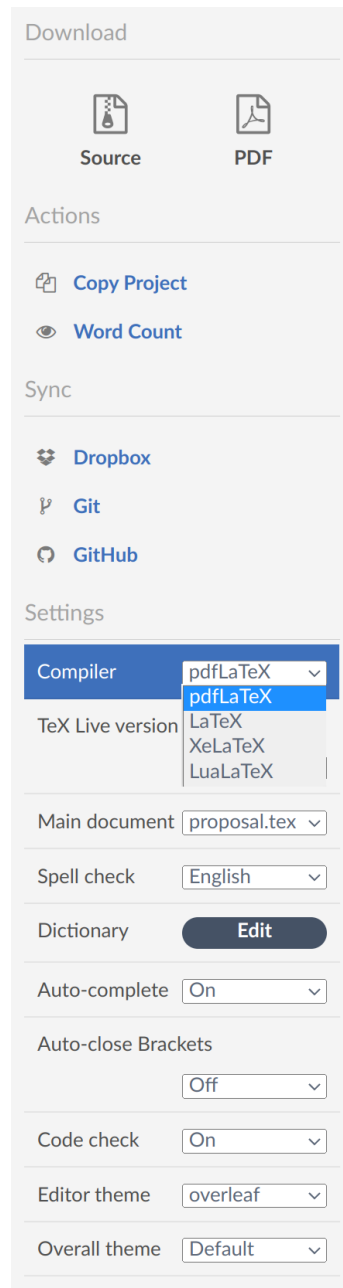 Download
Source PDF
Actions
Copy Project
Word Count
Sync
Dropbox
Git
GitHub
Settings
Compiler pdfLaTeX
pdfLaTeX
TeX Live version LaTeX
XeLaTeX
LuaLaTeX
Main document proposal.tex
Spell check English
Dictionary Edit
Auto-complete On
Auto-close Brackets
Off
Code check On
Editor theme overleaf
Overall theme Default